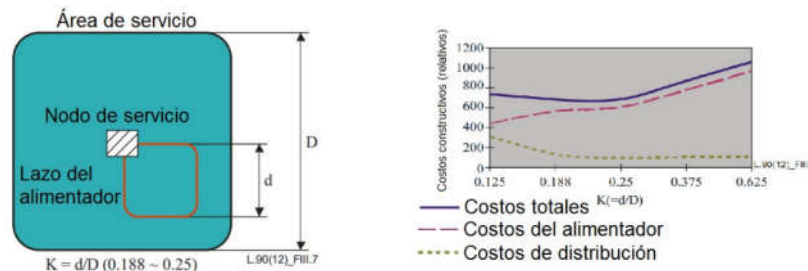 Área de servicio
Nodo de servicio
Lazo del
alimentador
D
d
K = d/D (0.188 ~ 0.25)
L.90(12)_FIII.7
Costos constructivos (relativos)
1200
1000
800
600
400
200
0
0.125
0.188
0.25
0.375
0.625
K(=d/D)
Costos totales
Costos del alimentador
Costos de distribución